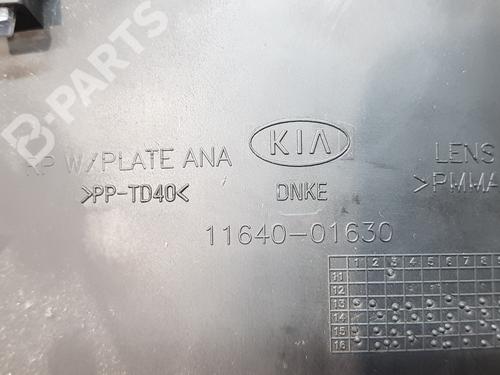 B-PARTS
KIA
KP W/PLATE ANA
LENS
>PP-TD40<
DNKE
>PMMA
11640-01630
1 2 3 4 5 6 7 8 9
11
12
13
14
15
16